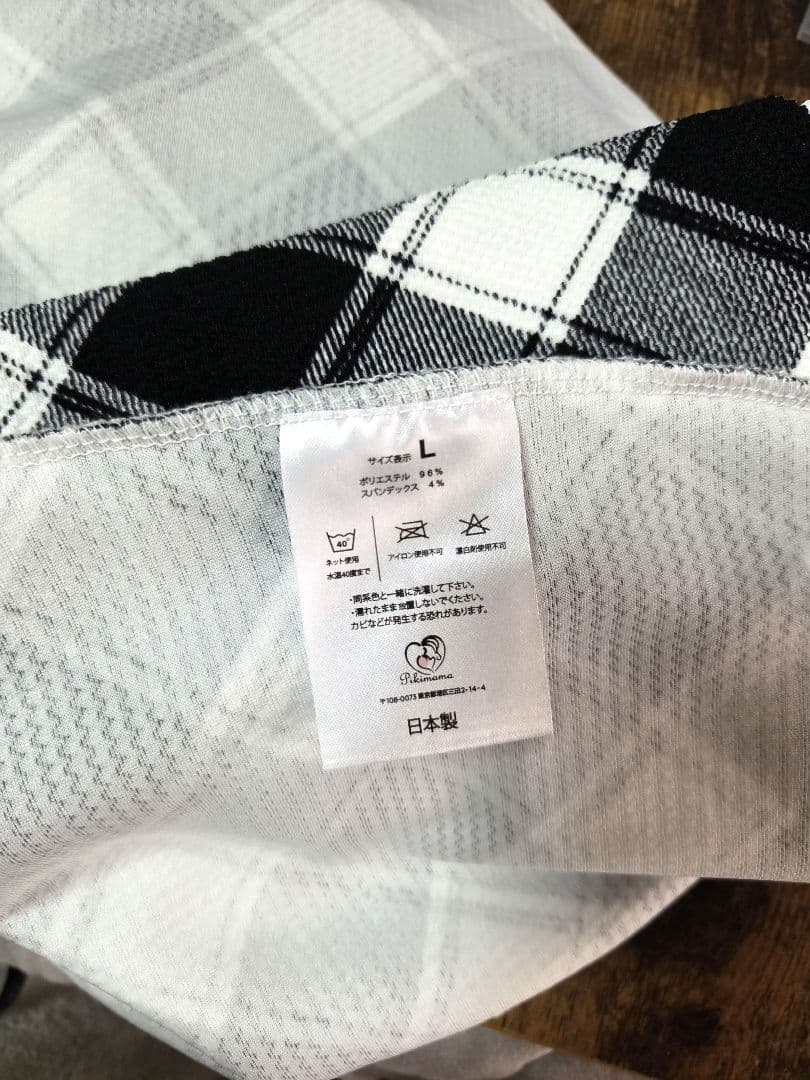 サイズ表示 L
ポリエステル 96%
スパンデックス 4%
40
ネット使用
水温40度まで
アイロン使用不可
漂白剤使用不可
・同系色と一緒に洗濯して下さい。
・濡れたまま放置しないでください。
カビなどが発生する恐れがあります。
Pikimama
〒108-0073 東京都港区三田2-14-4
日本製